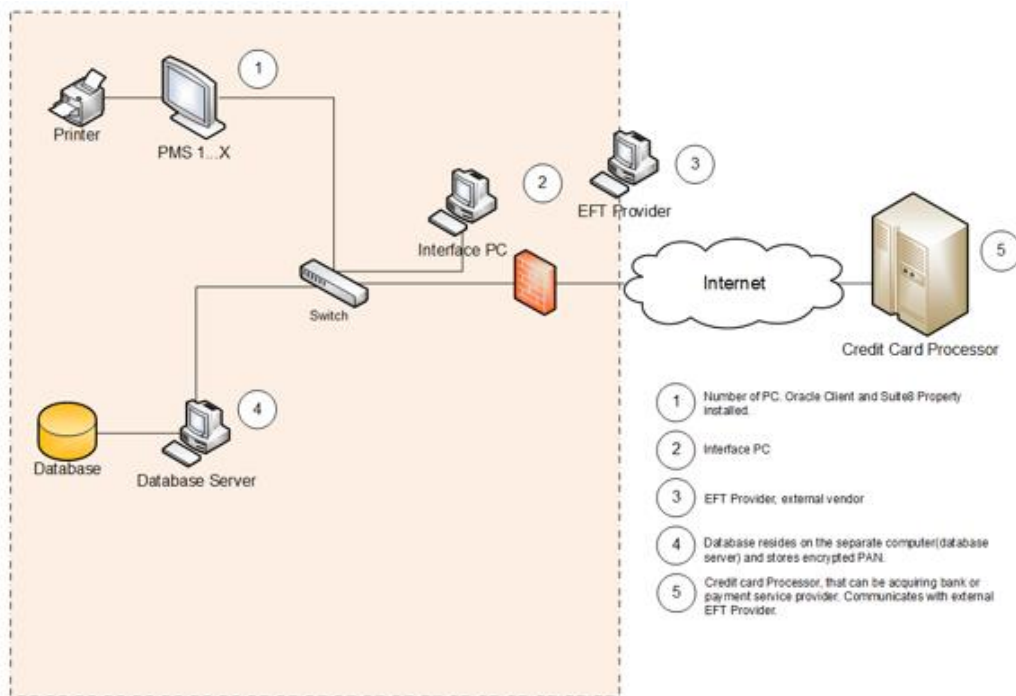 1
Printer
PMS 1...X
2
3
EFT Provider
Interface PC
Internet
5
Switch
Credit Card Processor
4
Database
Database Server
1 Number of PC. Oracle Client and Suite8 Property
installed.
2 Interface PC
3 EFT Provider, external vendor
4 Database resides on the separate computer(database
server) and stores encrypted PAN.
5 Credit card Processor, that can be acquiring bank or
payment service provider. Communicates with external
EFT Provider.